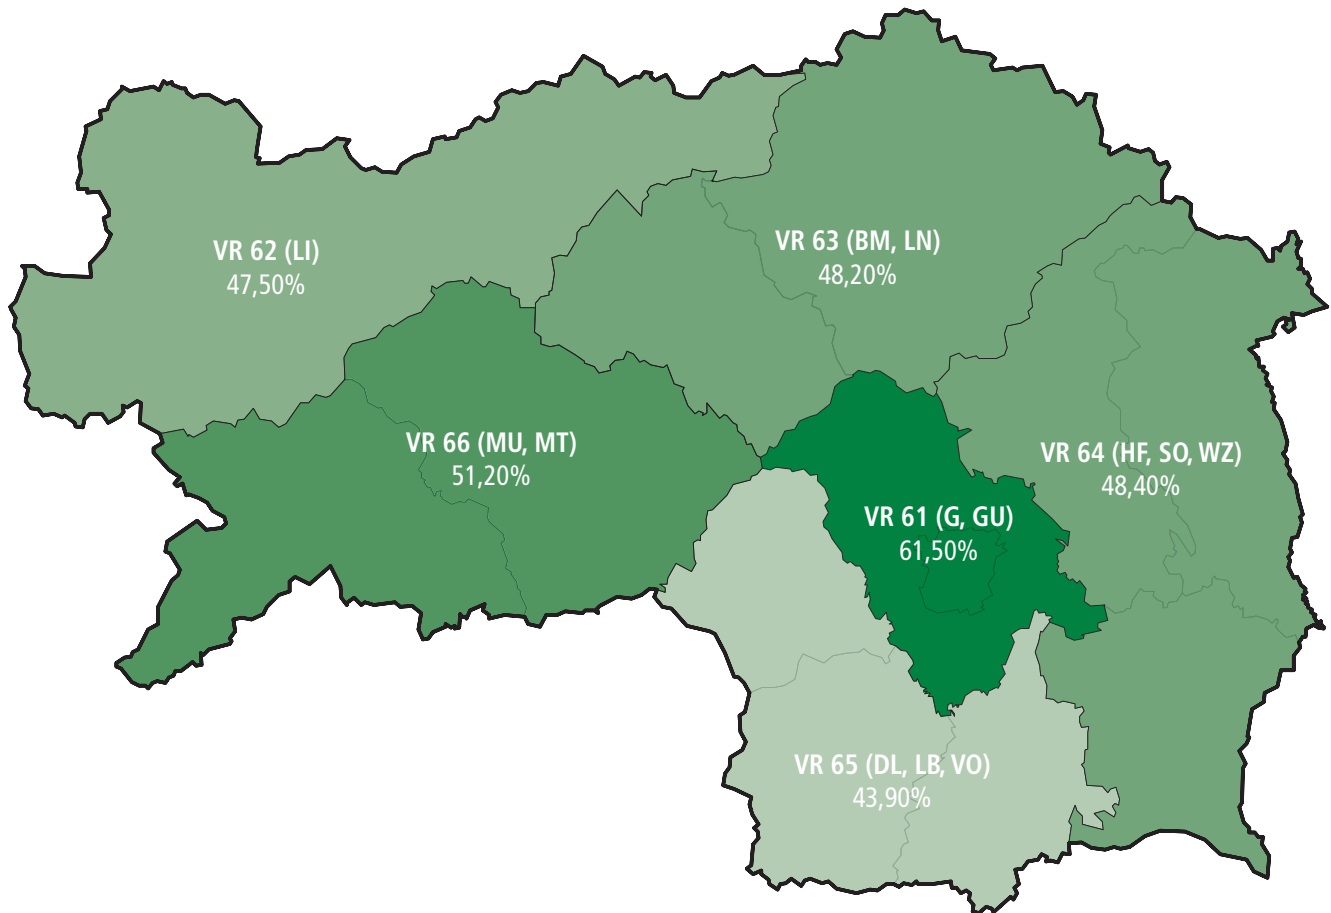 VR 62 (LI)
47,50%
VR 63 (BM, LN)
48,20%
VR 66 (MU, MT)
51,20%
VR 64 (HF, SO, WZ)
48,40%
VR 61 (G, GU)
61,50%
VR 65 (DL, LB, VO)
43,90%